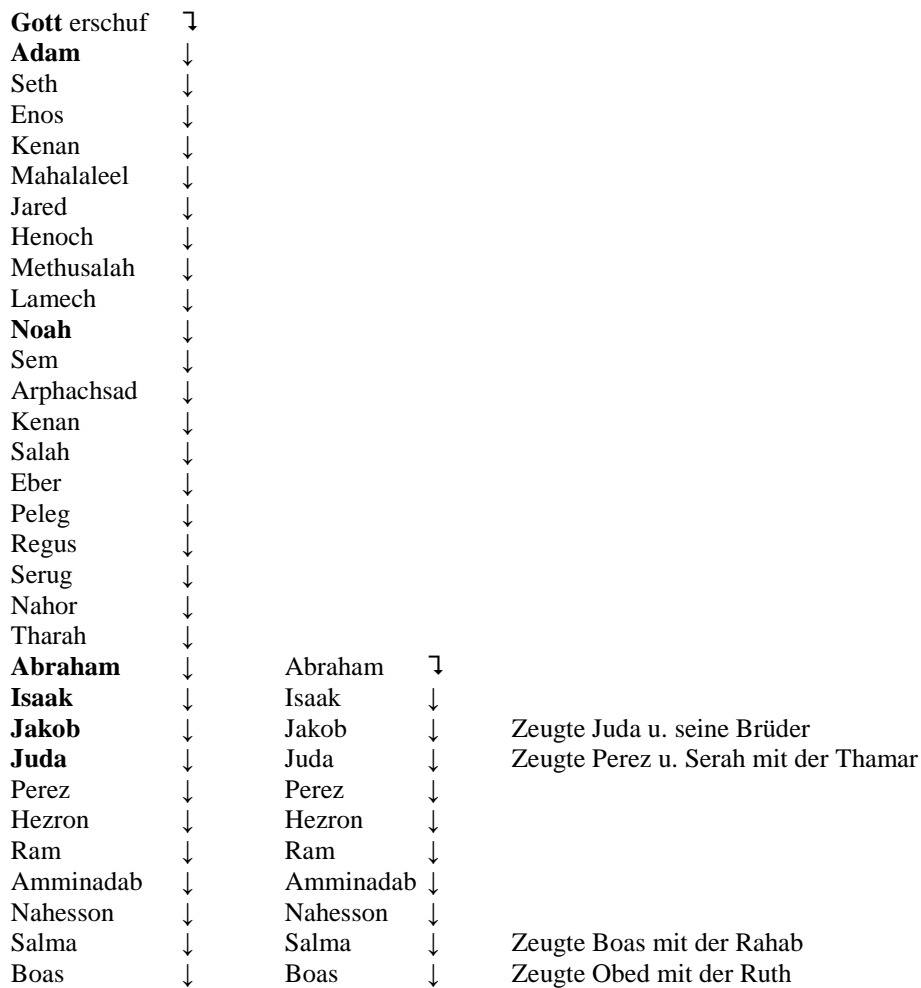 Gott erschuf ↴
Adam ↓
Seth ↓
Enos ↓
Kenan ↓
Mahalaleel ↓
Jared ↓
Henoch ↓
Methusalah ↓
Lamech ↓
Noah ↓
Sem ↓
Arphachsad ↓
Kenan ↓
Salah ↓
Eber ↓
Peleg ↓
Regus ↓
Serug ↓
Nahor ↓
Tharah ↓
Abraham ↓ Abraham ↴
Isaak ↓ Isaak ↓
Jakob ↓ Jakob ↓ Zeugte Juda u. seine Brüder
Juda ↓ Juda ↓ Zeugte Perez u. Serah mit der Thamar
Perez ↓ Perez ↓
Hezron ↓ Hezron ↓
Ram ↓ Ram ↓
Amminadab ↓ Amminadab ↓
Nahesson ↓ Nahesson ↓
Salma ↓ Salma ↓ Zeugte Boas mit der Rahab
Boas ↓ Boas ↓ Zeugte Obed mit der Ruth